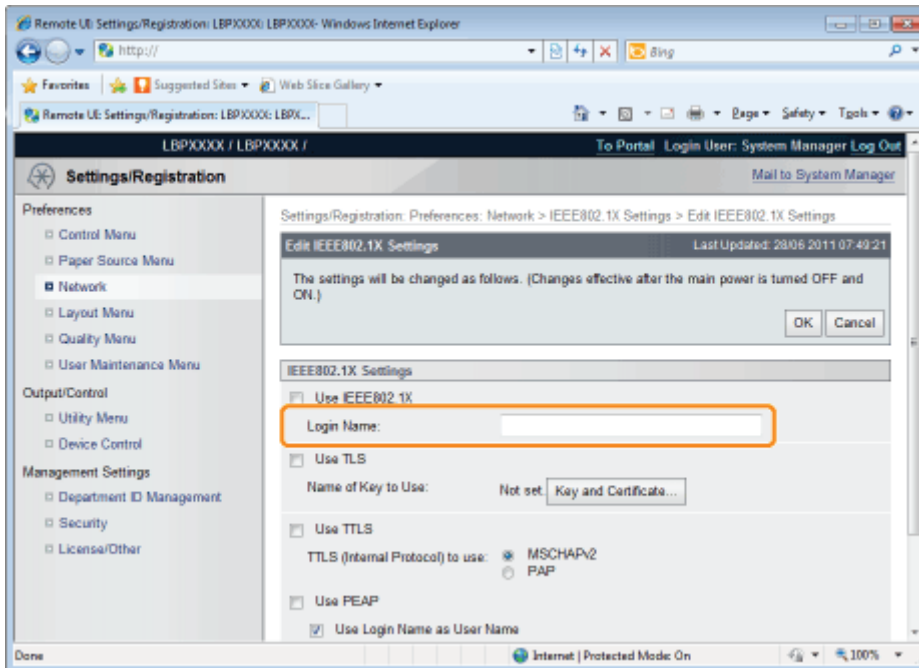 Remote UI: Settings/Registration: LBPXXXX: LBPXXXX- Windows Internet Explorer
http://
Bing
Favorites Suggested Sites Web Slice Gallery
Remote UI: Settings/Registration: LBPXXXX: LBPX... Page Safety Tools
LBPXXXX / LBPXXXX / To Portal Login User: System Manager Log Out
Settings/Registration Mail to System Manager
Preferences
Control Menu
Paper Source Menu
Network
Layout Menu
Quality Menu
User Maintenance Menu
Output/Control
Utility Menu
Device Control
Management Settings
Department ID Management
Security
License/Other
Settings/Registration: Preferences: Network > IEEE802.1X Settings > Edit IEEE802.1X Settings
Edit IEEE802.1X Settings Last Updated: 28/06 2011 07:49:21
The settings will be changed as follows. (Changes effective after the main power is turned OFF and
ON.)
OK Cancel
IEEE802.1X Settings
Use IEEE802.1X
Login Name:
Use TLS
Name of Key to Use: Not set. Key and Certificate...
Use TTLS
TTLS (Internal Protocol) to use: MSCHAPv2
PAP
Use PEAP
Use Login Name as User Name
Done Internet | Protected Mode: On 100%